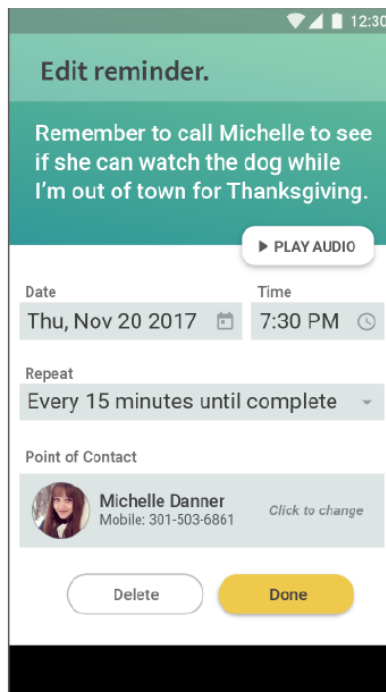 12:30
Edit reminder.
Remember to call Michelle to see
if she can watch the dog while
I'm out of town for Thanksgiving.
PLAY AUDIO
Date
Time
Thu, Nov 20 2017
7:30 PM
Repeat
Every 15 minutes until complete
Point of Contact
Michelle Danner
Mobile: 301-503-6861
Click to change
Delete
Done